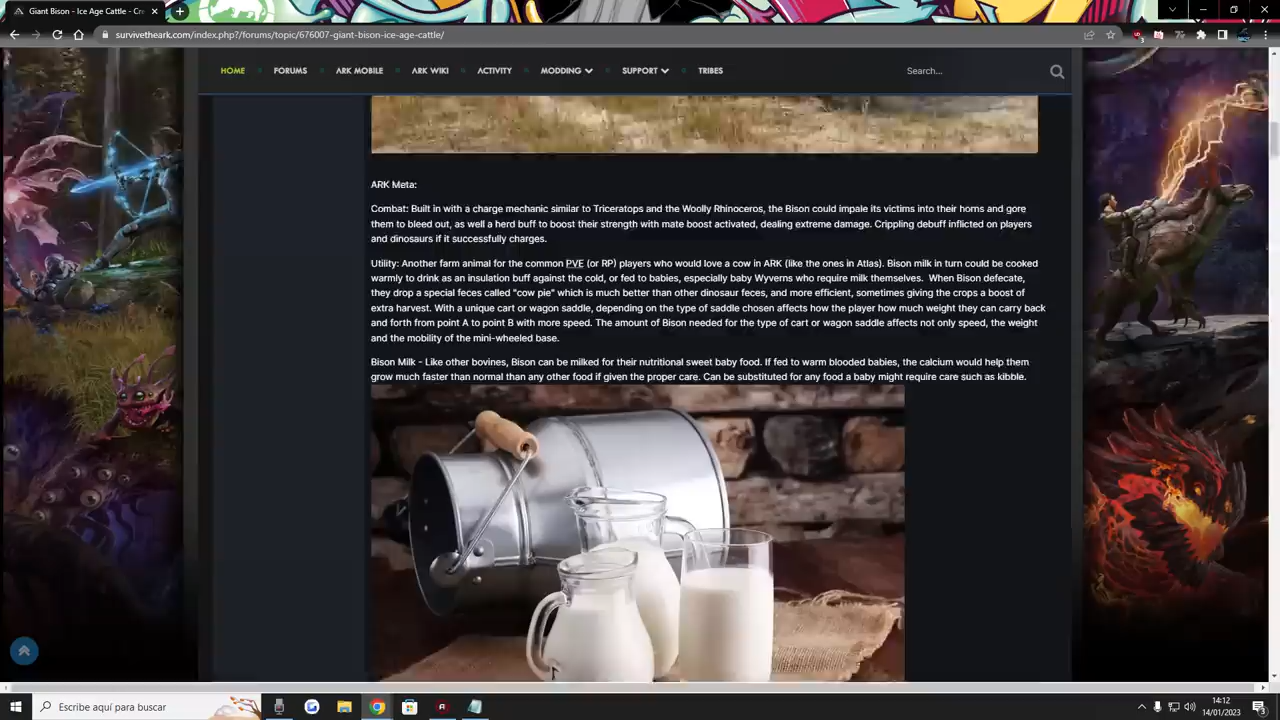 Giant Bison - Ice Age Cattle - Cre
survivetheark.com/index.php?/forums/topic/676007-giant-bison-ice-age-cattle/
HOME FORUMS ARK MOBILE ARK WIKI ACTIVITY MODDING SUPPORT TRIBES Search...
ARK Meta:
Combat: Built in with a charge mechanic similar to Triceratops and the Woolly Rhinoceros, the Bison could impale its victims into their horns and gore
them to bleed out, as well a herd buff to boost their strength with mate boost activated, dealing extreme damage. Crippling debuff inflicted on players
and dinosaurs if it successfully charges.
Utility: Another farm animal for the common PVE (or RP) players who would love a cow in ARK (like the ones in Atlas). Bison milk in turn could be cooked
warmly to drink as an insulation buff against the cold, or fed to babies, especially baby Wyverns who require milk themselves. When Bison defecate,
they drop a special feces called "cow pie" which is much better than other dinosaur feces, and more efficient, sometimes giving the crops a boost of
extra harvest. With a unique cart or wagon saddle, depending on the type of saddle chosen affects how the player how much weight they can carry back
and forth from point A to point B with more speed. The amount of Bison needed for the type of cart or wagon saddle affects not only speed, the weight
and the mobility of the mini-wheeled base.
Bison Milk - Like other bovines, Bison can be milked for their nutritional sweet baby food. If fed to warm blooded babies, the calcium would help them
grow much faster than normal than any other food if given the proper care. Can be substituted for any food a baby might require care such as kibble.
Escribe aquí para buscar
14:12
14/01/2023